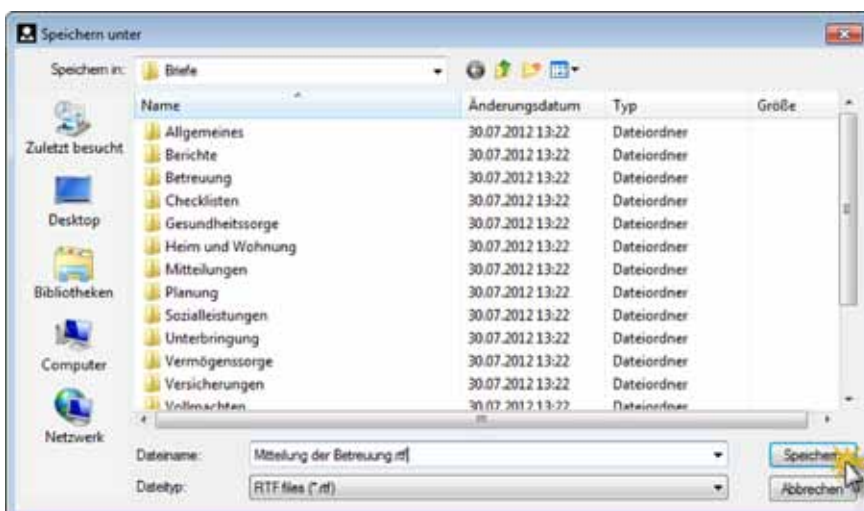 Speichern unter
Speichern in: Briefe
Name Änderungsdatum Typ Größe
Allgemeines 30.07.2012 13:22 Dateiordner
Berichte 30.07.2012 13:22 Dateiordner
Betreuung 30.07.2012 13:22 Dateiordner
Checklisten 30.07.2012 13:22 Dateiordner
Gesundheitssorge 30.07.2012 13:22 Dateiordner
Heim und Wohnung 30.07.2012 13:22 Dateiordner
Mitteilungen 30.07.2012 13:22 Dateiordner
Planung 30.07.2012 13:22 Dateiordner
Sozialleistungen 30.07.2012 13:22 Dateiordner
Unterbringung 30.07.2012 13:22 Dateiordner
Vermögenssorge 30.07.2012 13:22 Dateiordner
Versicherungen 30.07.2012 13:22 Dateiordner
Vollmachten 30.07.2012 13:22 Dateiordner
Zuletzt besucht
Desktop
Bibliotheken
Computer
Netzwerk
Dateiname: Mitteilung der Betreuung.rtf Speichern
Dateityp: RTF files (*.rtf) Abbrechen